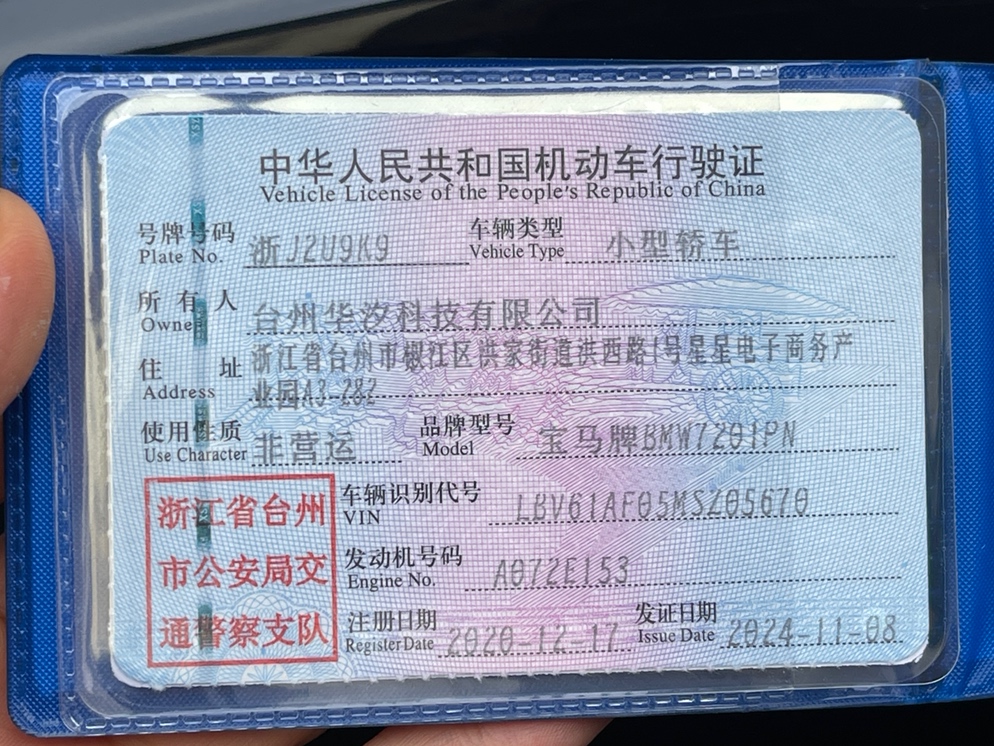 中华人民共和国机动车行驶证
Vehicle License of the People's Republic of China
号牌号码 浙J2U9K9 车辆类型 小型轿车
Plate No. Vehicle Type
所有人 台州华汐科技有限公司
Owner
住址 浙江省台州市椒江区洪家街道洪西路1号星星电子商务产
Address 业园A3-282
使用性质 非营运 品牌型号 宝马牌BMW7201PN
Use Character Model
浙江省台州 车辆识别代号 LBV61AF05MSZ05670
VIN
市公安局交 发动机号码 A072E153
Engine No.
通警察支队 注册日期 2020-12-17 发证日期 2024-11-08
Register Date Issue Date